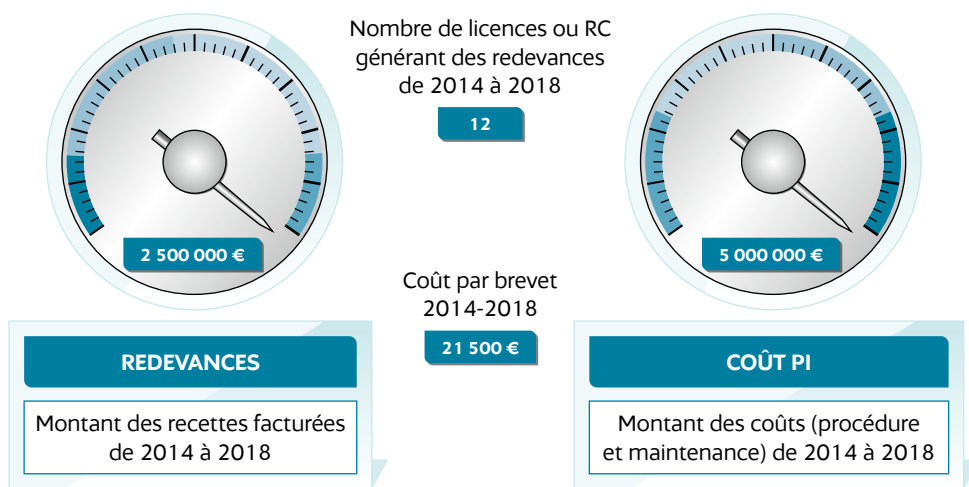 Nombre de licences ou RC
générant des redevances
de 2014 à 2018
12
2 500 000 €
5 000 000 €
Coût par brevet
2014-2018
21 500 €
REDEVANCES
Montant des recettes facturées
de 2014 à 2018
COÛT PI
Montant des coûts (procédure
et maintenance) de 2014 à 2018